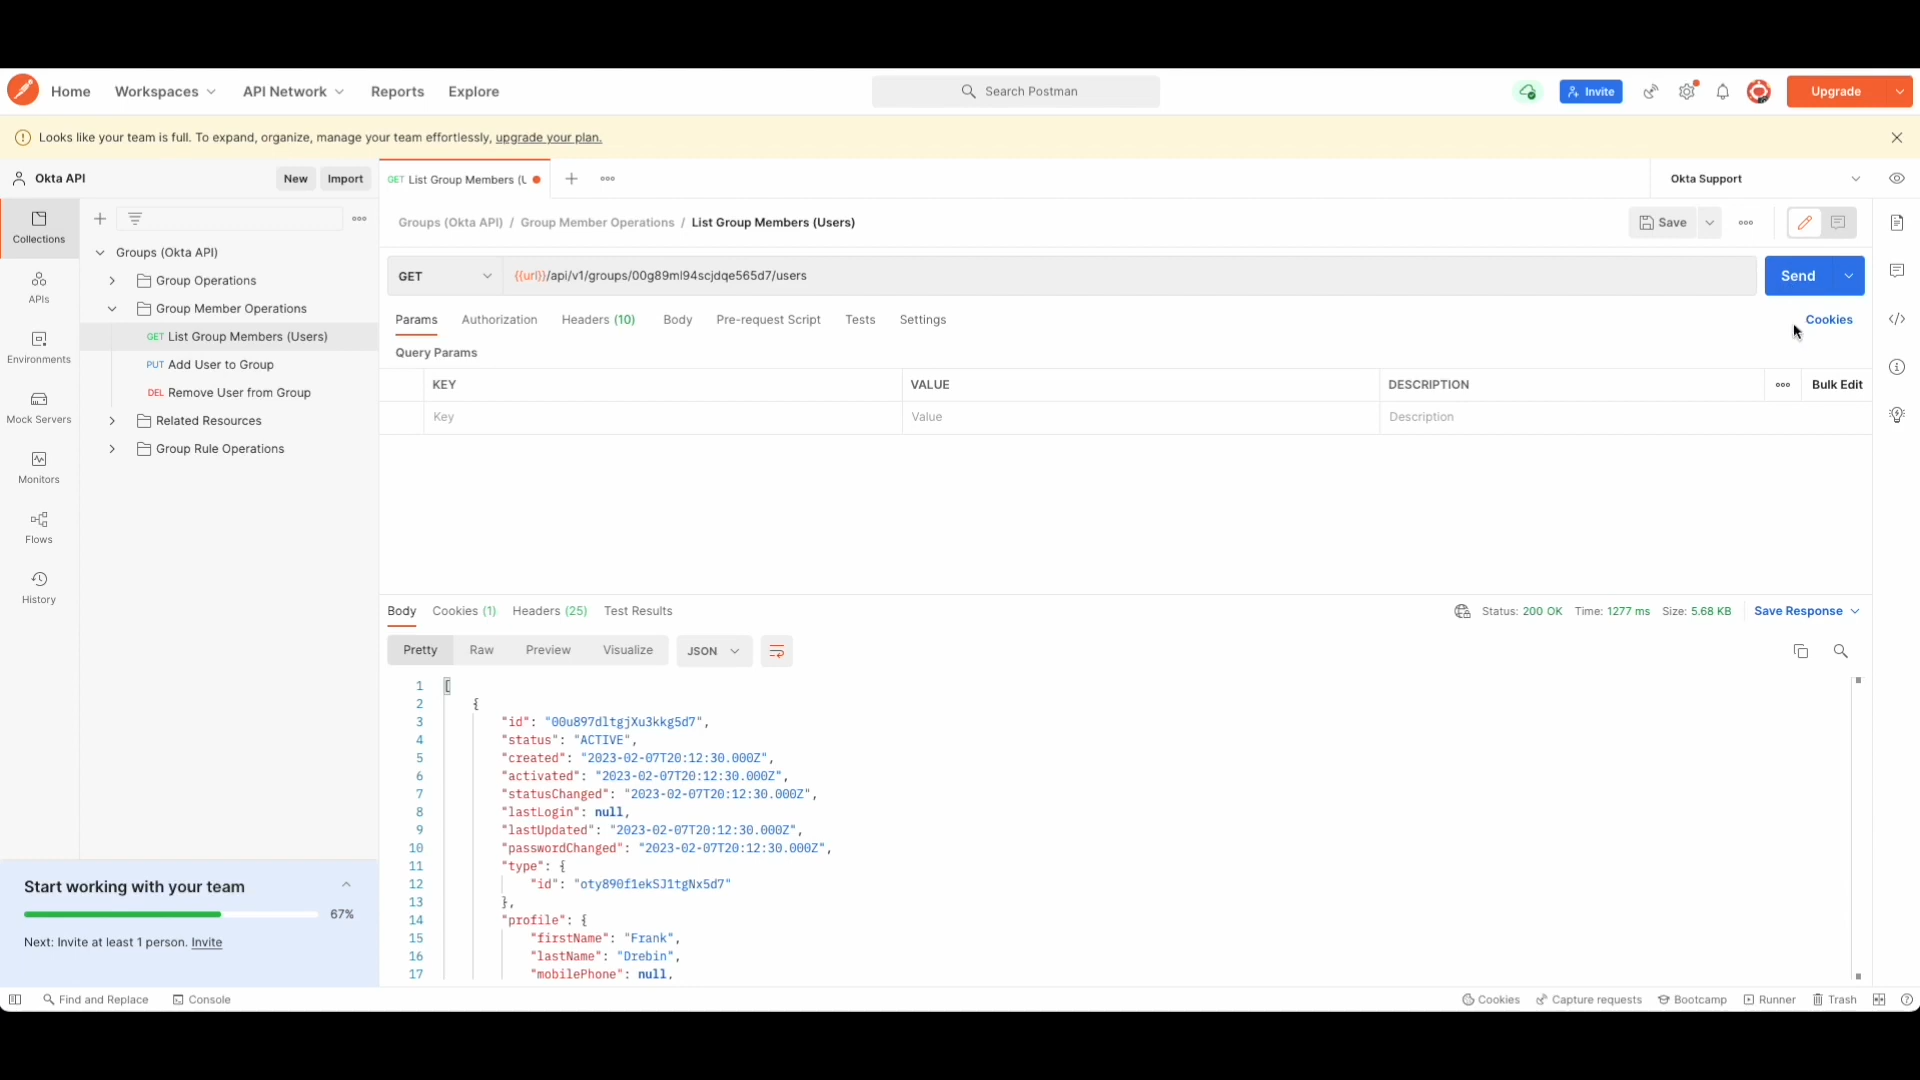 Home Workspaces API Network Reports Explore Search Postman Invite Upgrade
Looks like your team is full. To expand, organize, manage your team effortlessly, upgrade your plan.
Okta API New Import GET List Group Members (U Okta Support
Collections
APIs
Environments
Mock Servers
Monitors
Flows
History
Groups (Okta API)
Group Operations
Group Member Operations
GET List Group Members (Users)
PUT Add User to Group
DEL Remove User from Group
Related Resources
Group Rule Operations
Groups (Okta API) / Group Member Operations / List Group Members (Users) Save
GET {{url}}/api/v1/groups/00g89ml94scjdqe565d7/users Send
Params Authorization Headers (10) Body Pre-request Script Tests Settings Cookies
Query Params
KEY VALUE DESCRIPTION Bulk Edit
Key Value Description
Body Cookies (1) Headers (25) Test Results Status: 200 OK Time: 1277 ms Size: 5.68 KB Save Response
Pretty Raw Preview Visualize JSON
1 [
2 {
3 "id": "00u897dltgjXu3kkg5d7",
4 "status": "ACTIVE",
5 "created": "2023-02-07T20:12:30.000Z",
6 "activated": "2023-02-07T20:12:30.000Z",
7 "statusChanged": "2023-02-07T20:12:30.000Z",
8 "lastLogin": null,
9 "lastUpdated": "2023-02-07T20:12:30.000Z",
10 "passwordChanged": "2023-02-07T20:12:30.000Z",
11 "type": {
12 "id": "oty890f1ekSJ1tgNx5d7"
13 },
14 "profile": {
15 "firstName": "Frank",
16 "lastName": "Drebin",
17 "mobilePhone": null,
Start working with your team
67%
Next: Invite at least 1 person. Invite
Find and Replace Console Cookies Capture requests Bootcamp Runner Trash